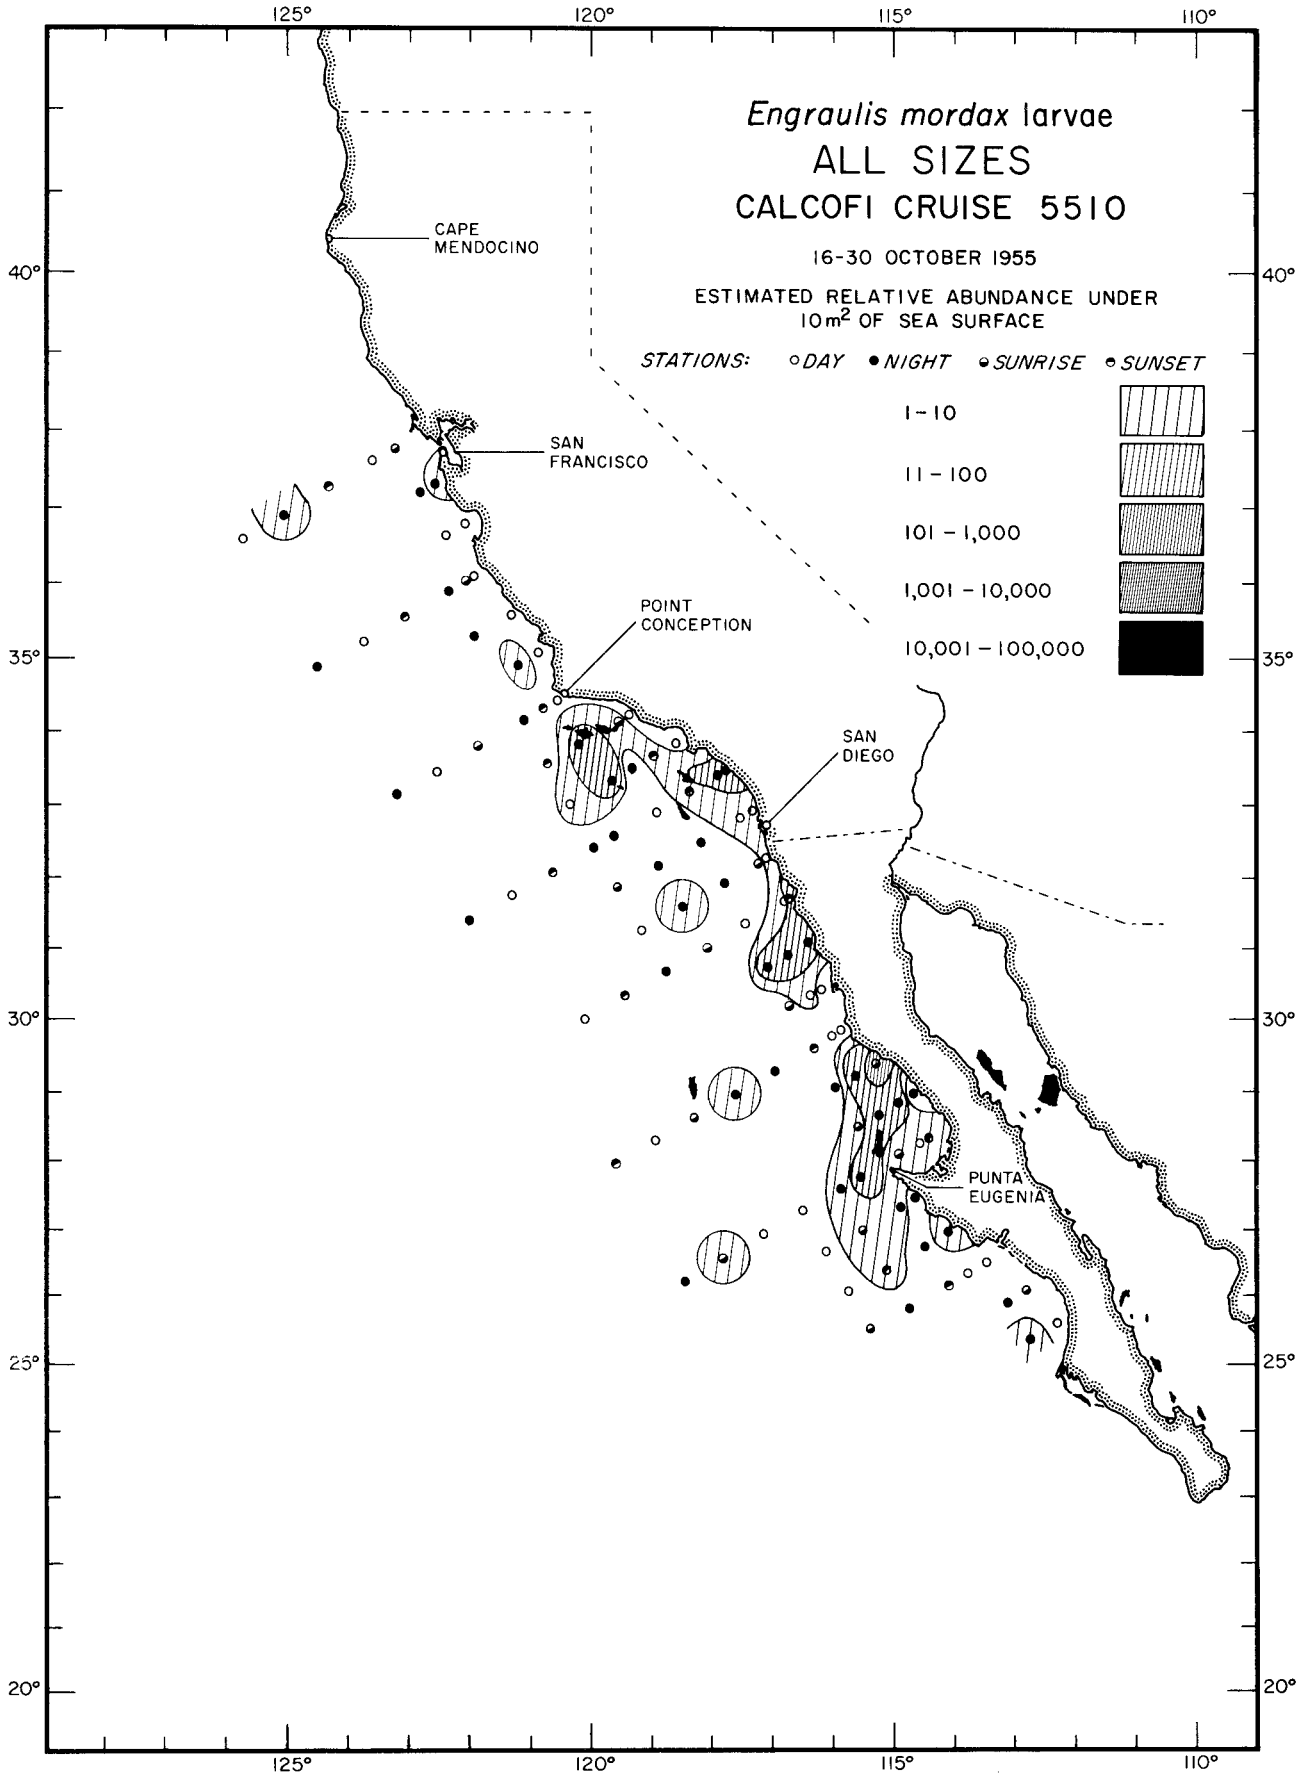 125° 120° 115° 110°
Engraulis mordax larvae
ALL SIZES
CALCOFI CRUISE 5510
16-30 OCTOBER 1955
ESTIMATED RELATIVE ABUNDANCE UNDER
10m² OF SEA SURFACE
STATIONS: DAY NIGHT SUNRISE SUNSET
1-10
11-100
101-1,000
1,001-10,000
10,001-100,000
CAPE
MENDOCINO
40° 40°
SAN
FRANCISCO
POINT
CONCEPTION
35° 35°
SAN
DIEGO
30° 30°
PUNTA
EUGENIA
25° 25°
20° 20°
125° 120° 115° 110°